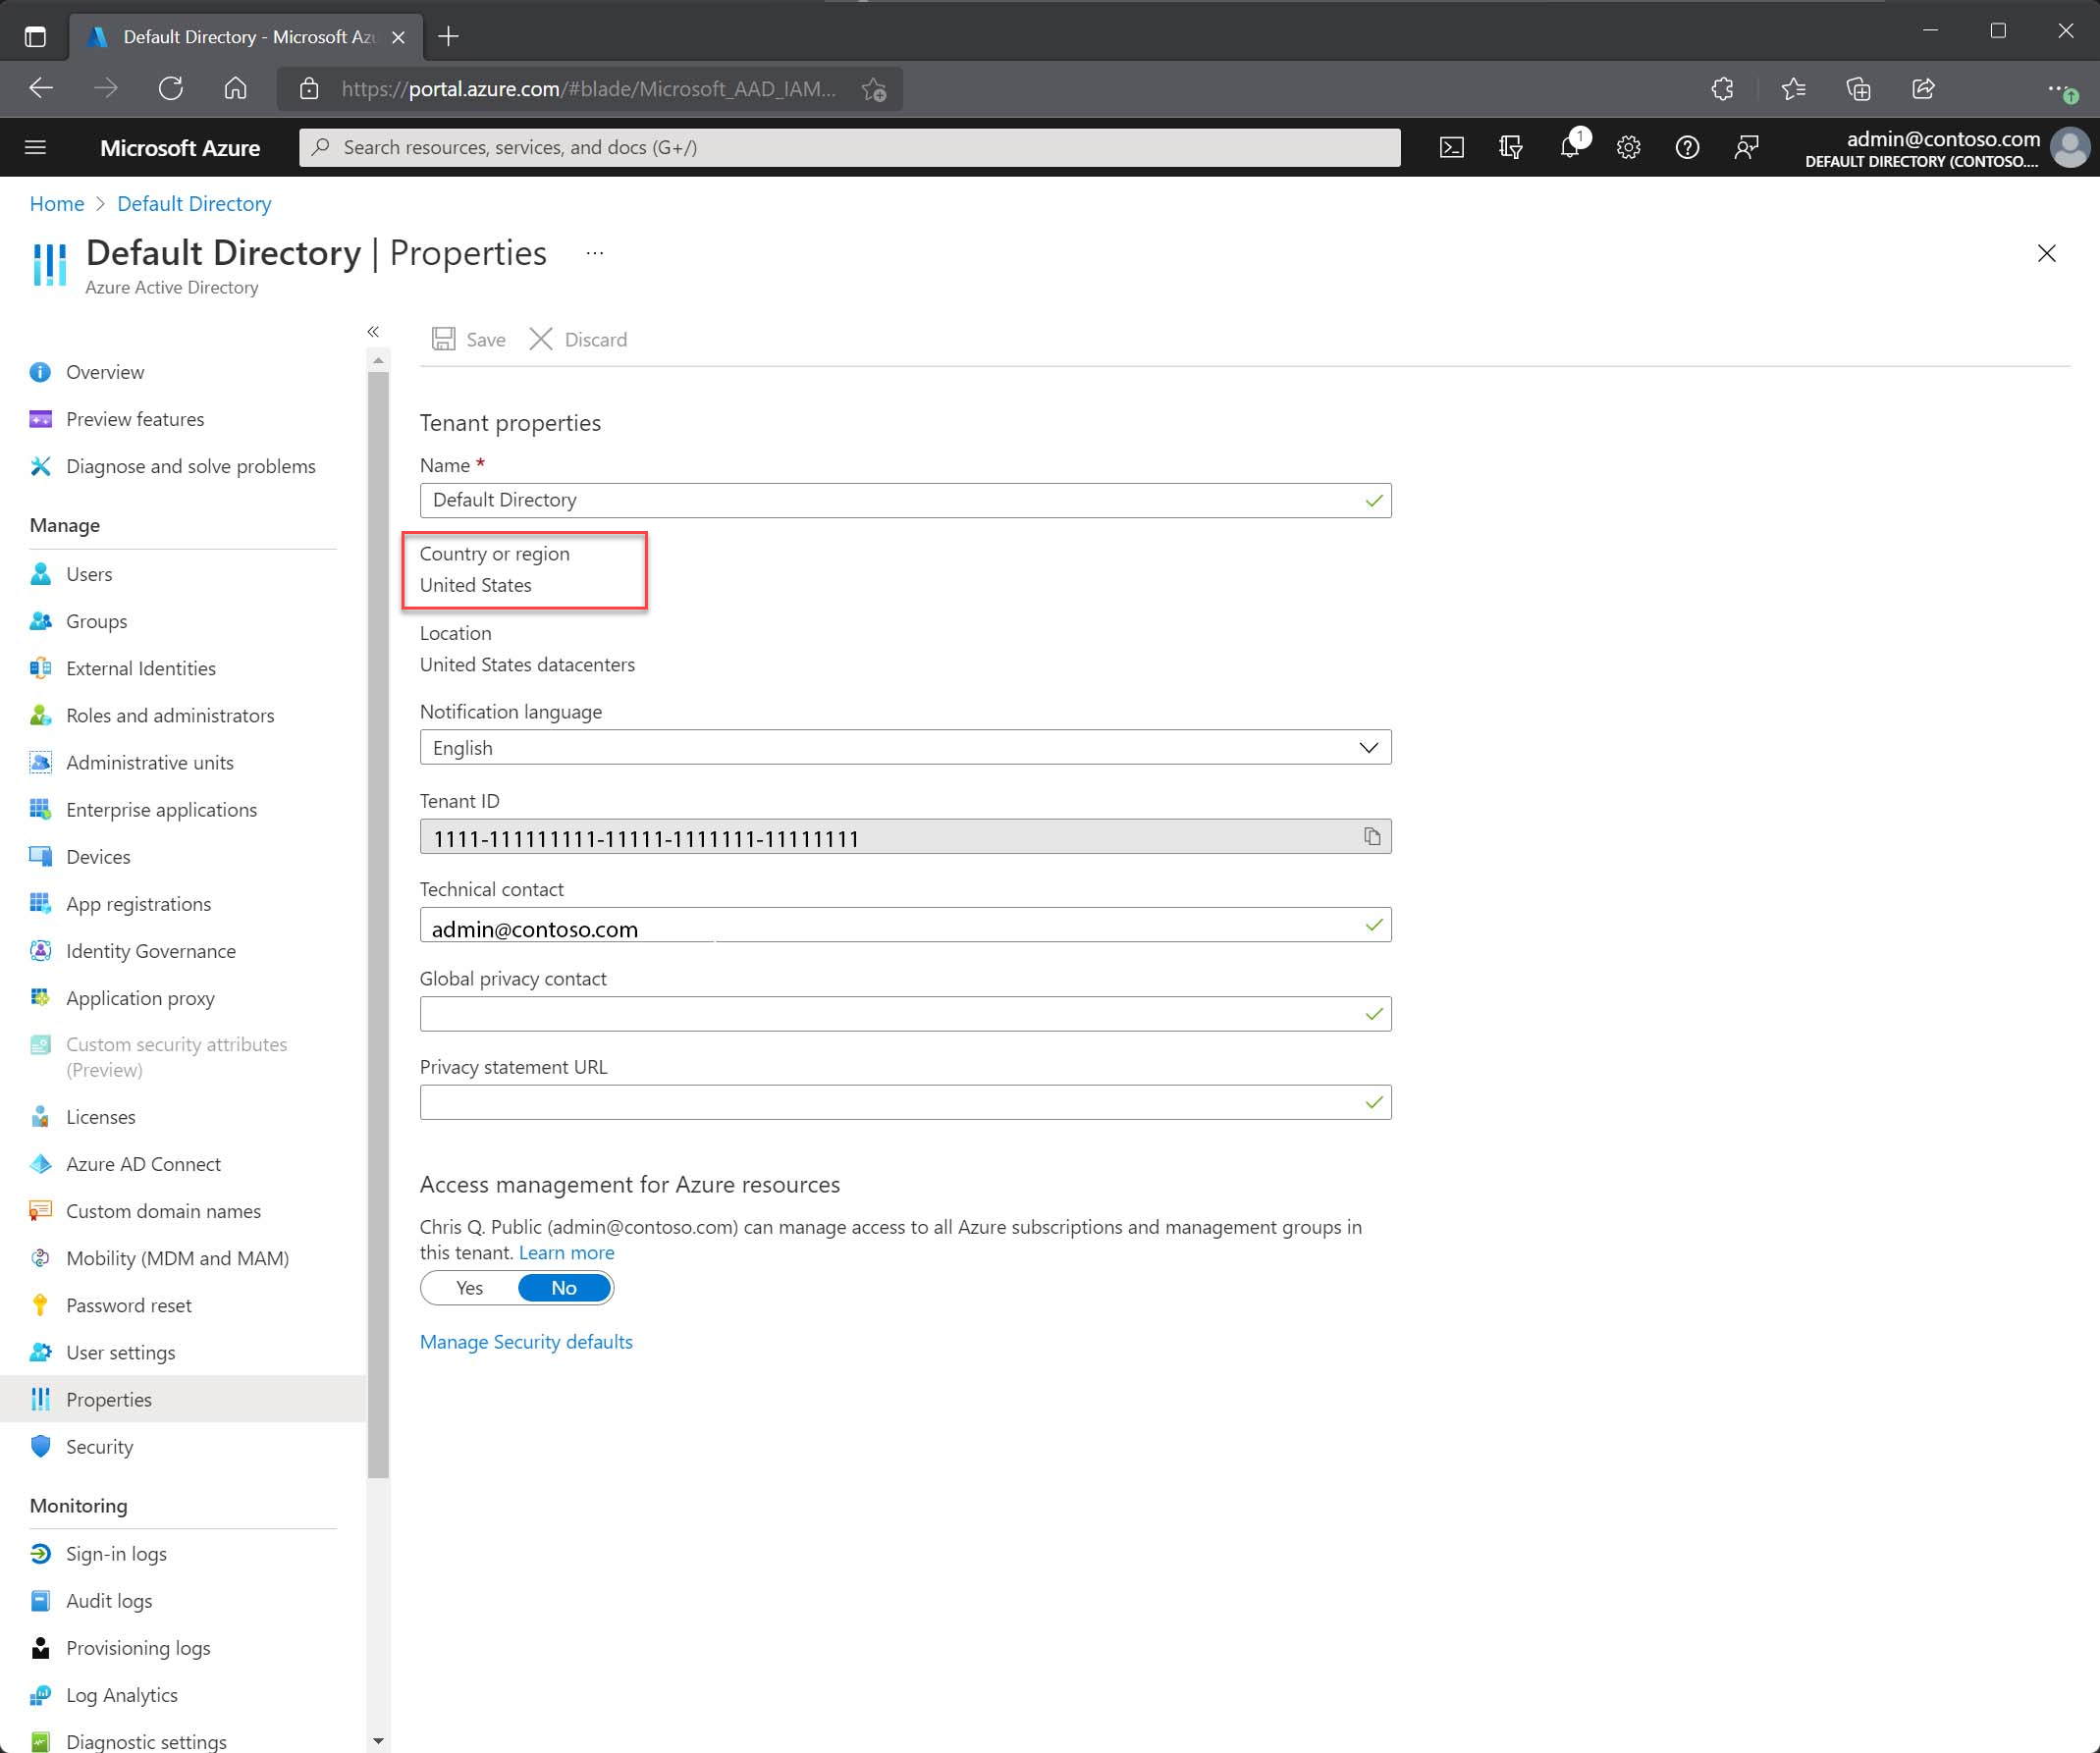 Default Directory - Microsoft Az
https://portal.azure.com/#blade/Microsoft_AAD_IAM...
Microsoft Azure
Search resources, services, and docs (G+/)
1
admin@contoso.com
DEFAULT DIRECTORY (CONTOSO....
Home > Default Directory
Default Directory | Properties ...
Azure Active Directory
«
Save
Discard
Overview
Preview features
Diagnose and solve problems
Manage
Users
Groups
External Identities
Roles and administrators
Administrative units
Enterprise applications
Devices
App registrations
Identity Governance
Application proxy
Custom security attributes
(Preview)
Licenses
Azure AD Connect
Custom domain names
Mobility (MDM and MAM)
Password reset
User settings
Properties
Security
Monitoring
Sign-in logs
Audit logs
Provisioning logs
Log Analytics
Diagnostic settings
Tenant properties
Name *
Default Directory
Country or region
United States
Location
United States datacenters
Notification language
English
Tenant ID
1111-111111111-11111-1111111-11111111
Technical contact
admin@contoso.com
Global privacy contact
Privacy statement URL
Access management for Azure resources
Chris Q. Public (admin@contoso.com) can manage access to all Azure subscriptions and management groups in
this tenant. Learn more
Yes No
Manage Security defaults